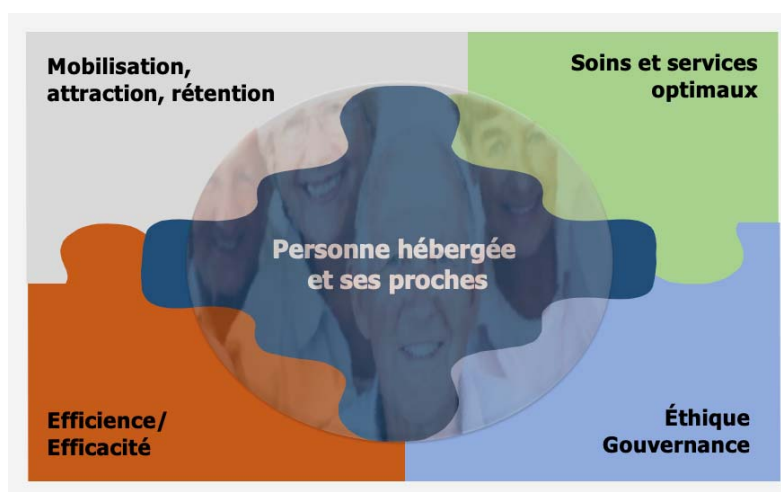 Mobilisation,
attraction, rétention
Soins et services
optimaux
Personne hébergée
et ses proches
Efficience/
Efficacité
Éthique
Gouvernance